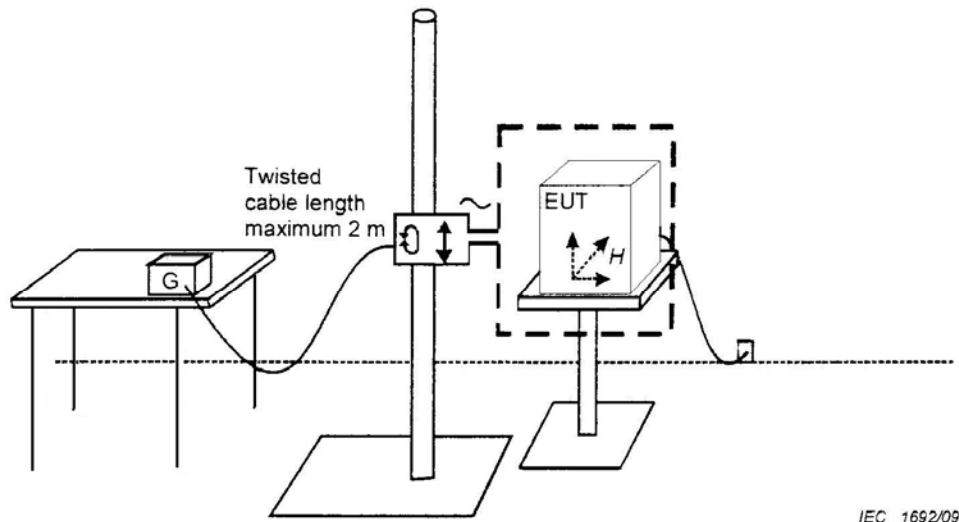 Twisted
cable length
maximum 2 m
EUT
H
G
IEC 1692/09